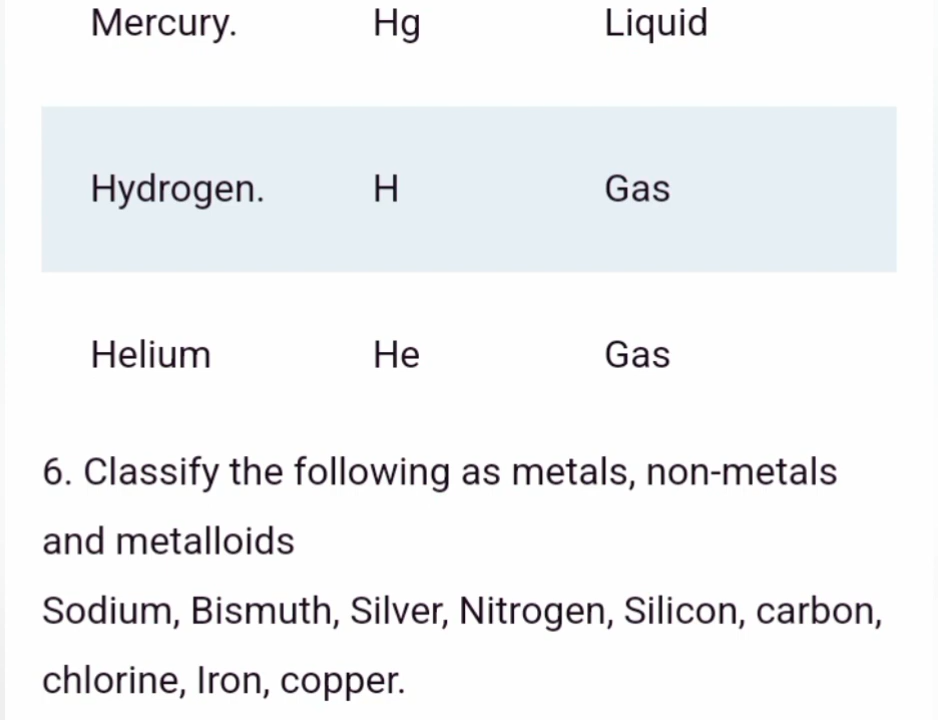 Mercury. Hg Liquid
Hydrogen. H Gas
Helium He Gas
6. Classify the following as metals, non-metals
and metalloids
Sodium, Bismuth, Silver, Nitrogen, Silicon, carbon,
chlorine, Iron, copper.